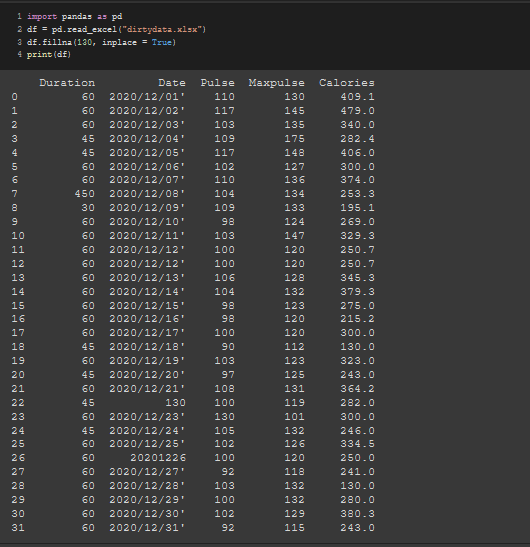 1 import pandas as pd
2 df = pd.read_excel("dirtydata.xlsx")
3 df.fillna(130, inplace = True)
4 print(df)
Duration Date Pulse Maxpulse Calories
0 60 2020/12/01' 110 130 409.1
1 60 2020/12/02' 117 145 479.0
2 60 2020/12/03' 103 135 340.0
3 45 2020/12/04' 109 175 282.4
4 45 2020/12/05' 117 148 406.0
5 60 2020/12/06' 102 127 300.0
6 60 2020/12/07' 110 136 374.0
7 450 2020/12/08' 104 134 253.3
8 30 2020/12/09' 109 133 195.1
9 60 2020/12/10' 98 124 269.0
10 60 2020/12/11' 103 147 329.3
11 60 2020/12/12' 100 120 250.7
12 60 2020/12/12' 100 120 250.7
13 60 2020/12/13' 106 128 345.3
14 60 2020/12/14' 104 132 379.3
15 60 2020/12/15' 98 123 275.0
16 60 2020/12/16' 98 120 215.2
17 60 2020/12/17' 100 120 300.0
18 45 2020/12/18' 90 112 130.0
19 60 2020/12/19' 103 123 323.0
20 45 2020/12/20' 97 125 243.0
21 60 2020/12/21' 108 131 364.2
22 45 130 100 119 282.0
23 60 2020/12/23' 130 101 300.0
24 45 2020/12/24' 105 132 246.0
25 60 2020/12/25' 102 126 334.5
26 60 20201226 100 120 250.0
27 60 2020/12/27' 92 118 241.0
28 60 2020/12/28' 103 132 130.0
29 60 2020/12/29' 100 132 280.0
30 60 2020/12/30' 102 129 380.3
31 60 2020/12/31' 92 115 243.0